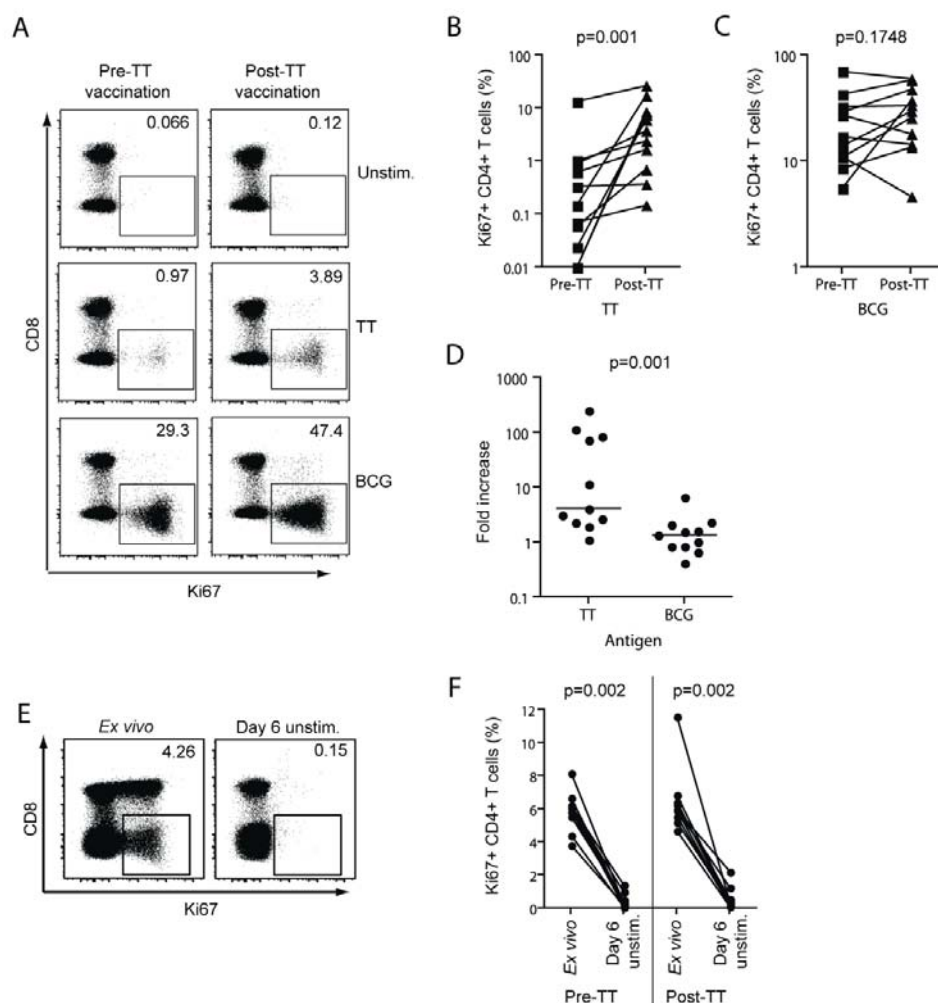 A
Pre-TT
vaccination
Post-TT
vaccination
0.066
0.12
Unstim.
0.97
3.89
TT
29.3
47.4
BCG
CD8
Ki67
B
p=0.001
Ki67+ CD4+ T cells (%)
100
10
1
0.1
0.01
Pre-TT
Post-TT
TT
C
p=0.1748
Ki67+ CD4+ T cells (%)
100
10
1
Pre-TT
Post-TT
BCG
D
p=0.001
Fold increase
1000
100
10
1
0.1
TT
BCG
Antigen
E
Ex vivo
Day 6 unstim.
4.26
0.15
CD8
Ki67
F
p=0.002
p=0.002
Ki67+ CD4+ T cells (%)
12
10
8
6
4
2
0
Ex vivo
Day 6
unstim.
Ex vivo
Day 6
unstim.
Pre-TT
Post-TT